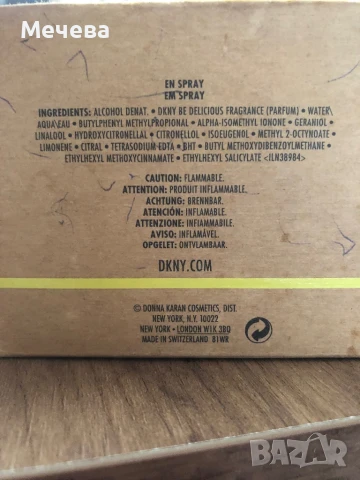 Мечева
EN SPRAY
EM SPRAY
INGREDIENTS: ALCOHOL DENAT. • DKNY BE DELICIOUS FRAGRANCE (PARFUM) • WATER\
AQUA\EAU • BUTYLPHENYL METHYLPROPIONAL • ALPHA-ISOMETHYL IONONE • GERANIOL
LINALOOL • HYDROXYCITRONELLAL • CITRONELLOL • ISOEUGENOL • METHYL 2-OCTYNOATE
LIMONENE • CITRAL • TETRASODIUM EDTA • BHT • BUTYL METHOXYDIBENZOYLMETHANE •
ETHYLHEXYL METHOXYCINNAMATE • ETHYLHEXYL SALICYLATE <ILN38984>
CAUTION: FLAMMABLE.
ATTENTION: PRODUIT INFLAMMABLE.
ACHTUNG: BRENNBAR.
ATENCIÓN: INFLAMABLE.
ATTENZIONE: INFIAMMABILE.
AVISO: INFLAMÁVEL.
OPGELET: ONTVLAMBAAR.
DKNY.COM
© DONNA KARAN COSMETICS, DIST.
NEW YORK, N.Y. 10022
NEW YORK • LONDON W1K 3BQ
MADE IN SWITZERLAND B1WR
BAZAR
bg